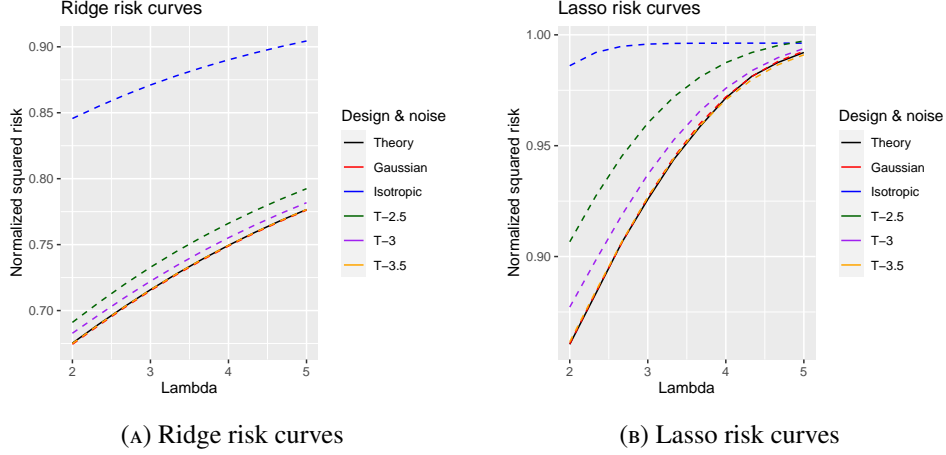 Ridge risk curves
Normalized squared risk
0.90
0.85
0.80
0.75
0.70
2 3 4 5
Lambda
Design & noise
Theory
Gaussian
Isotropic
T−2.5
T−3
T−3.5
(A) Ridge risk curves
Lasso risk curves
Normalized squared risk
1.00
0.95
0.90
2 3 4 5
Lambda
Design & noise
Theory
Gaussian
Isotropic
T−2.5
T−3
T−3.5
(B) Lasso risk curves